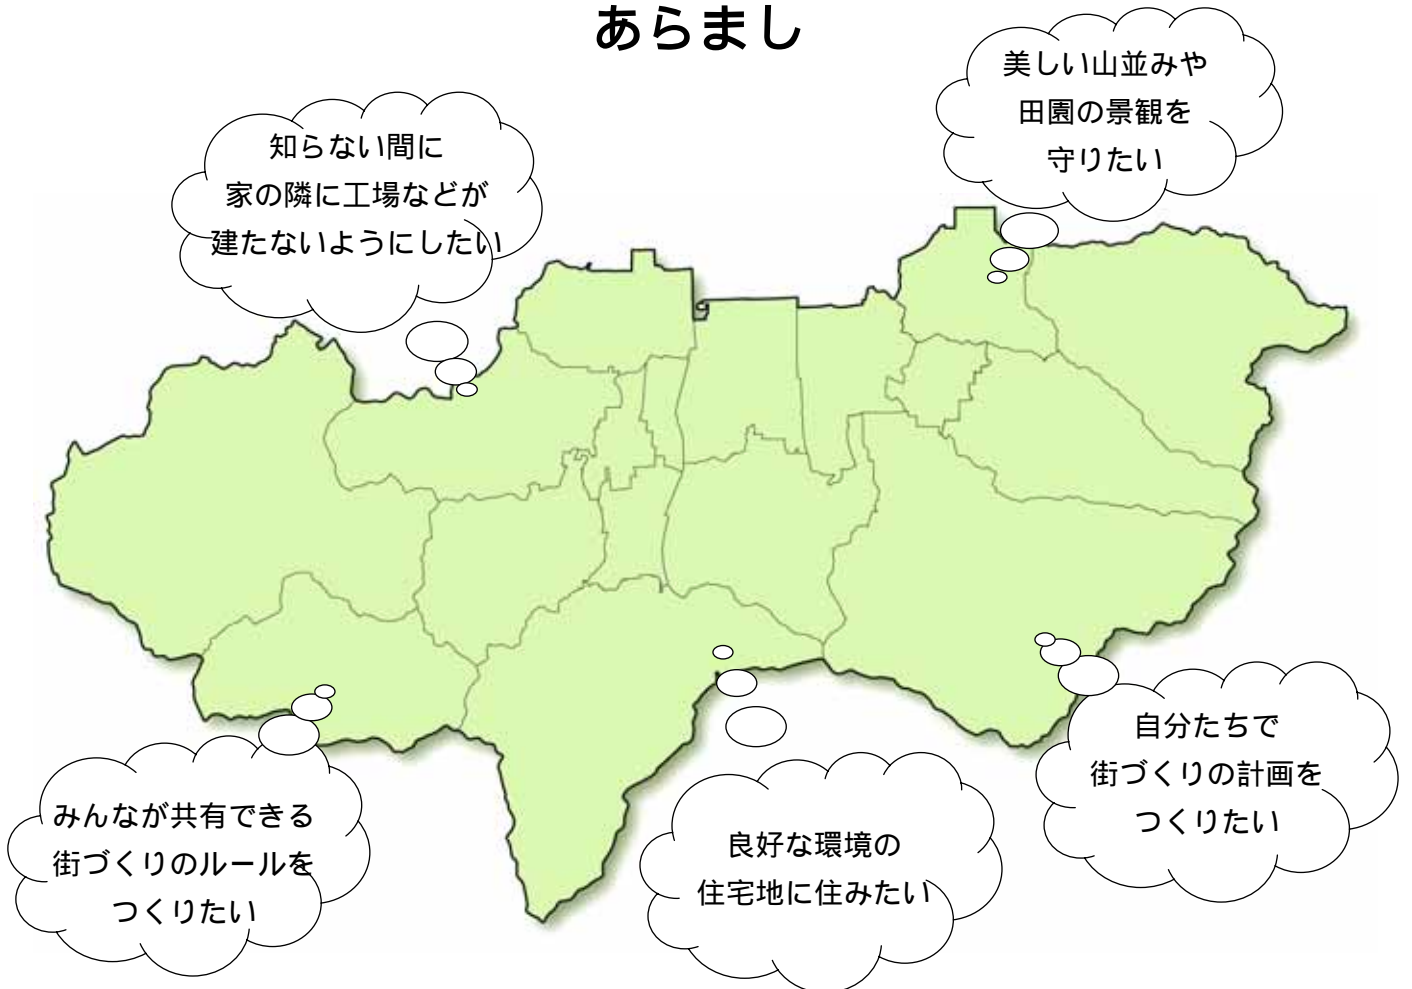 あらまし
美しい山並みや
田園の景観を
守りたい
知らない間に
家の隣に工場などが
建たないようにしたい
自分たちで
街づくりの計画を
つくりたい
みんなが共有できる
街づくりのルールを
つくりたい
良好な環境の
住宅地に住みたい